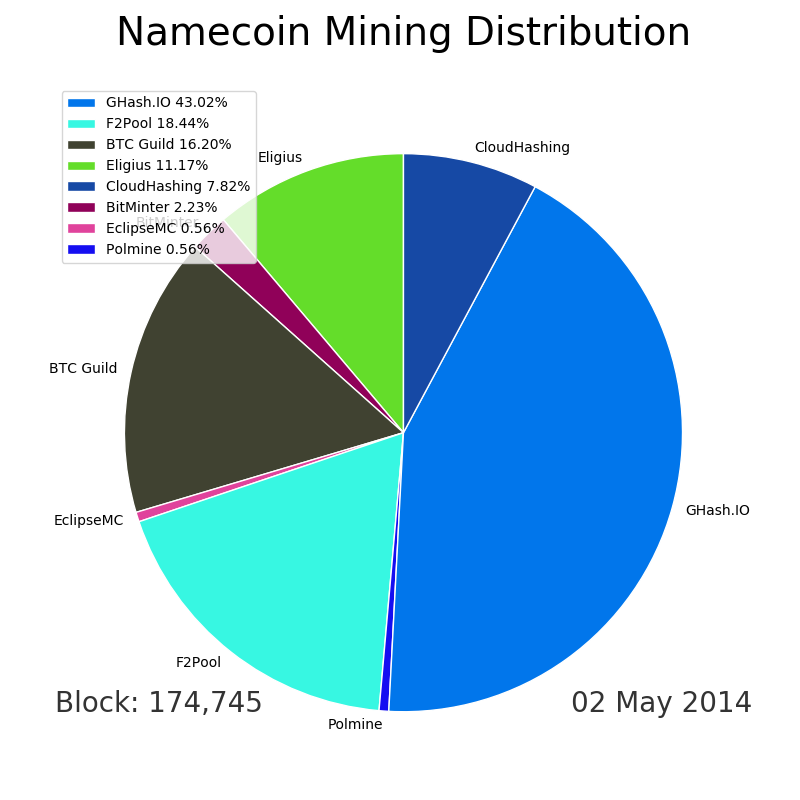 Namecoin Mining Distribution
GHash.IO 43.02%
F2Pool 18.44%
BTC Guild 16.20%
Eligius 11.17%
CloudHashing 7.82%
BitMinter 2.23%
EclipseMC 0.56%
Polmine 0.56%
CloudHashing
Eligius
BitMinter
BTC Guild
GHash.IO
EclipseMC
F2Pool
Polmine
Block: 174,745
02 May 2014